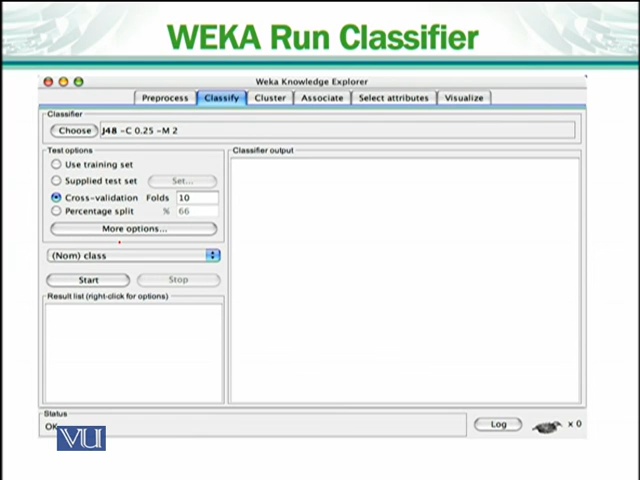 WEKA Run Classifier
Weka Knowledge Explorer
Preprocess Classify Cluster Associate Select attributes Visualize
Classifier
Choose J48 -C 0.25 -M 2
Test options
Use training set
Supplied test set Set...
Cross-validation Folds 10
Percentage split % 66
More options...
(Nom) class
Start Stop
Result list (right-click for options)
Classifier output
Status
OK
Log x 0
VU